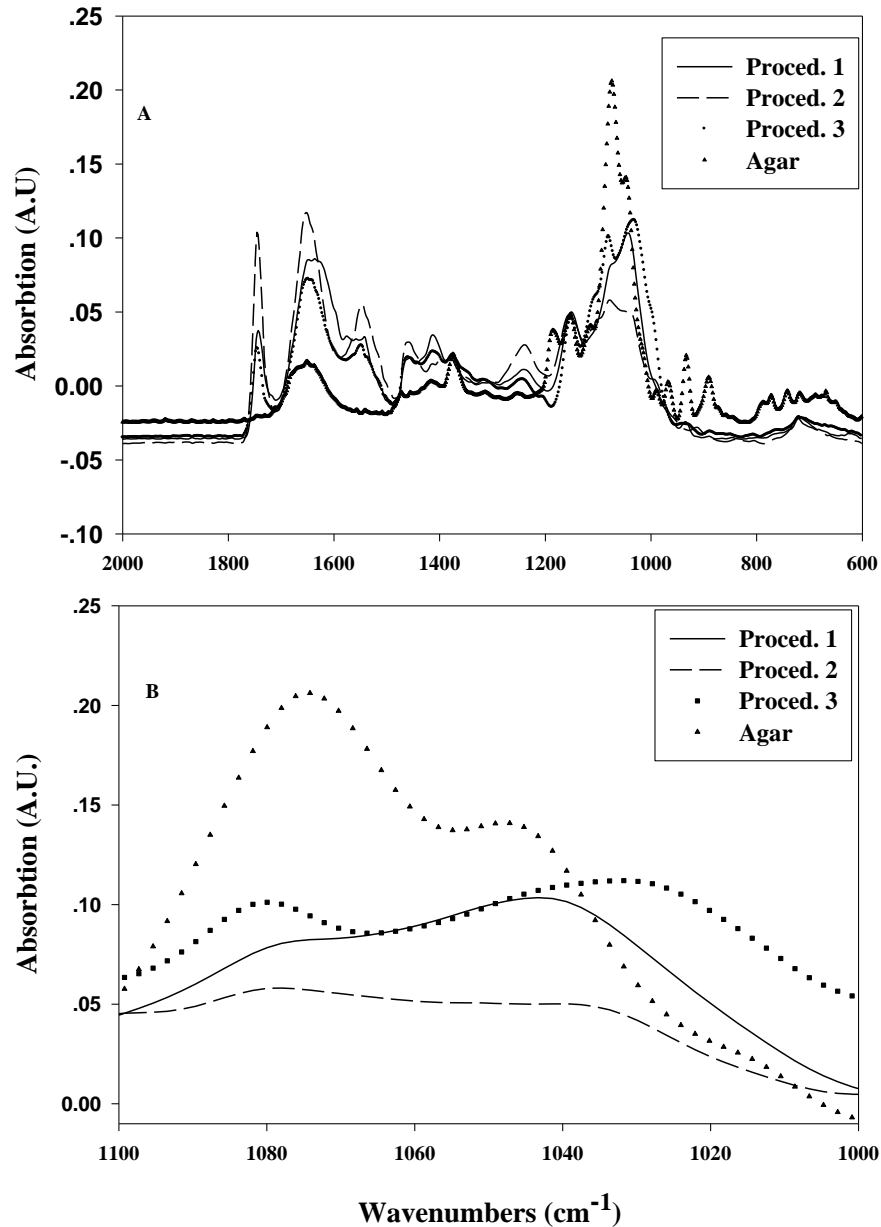 .25
.20
.15
.10
.05
0.00
-.05
-.10
Absorbtion (A.U)
A
Proced. 1
Proced. 2
Proced. 3
Agar
2000 1800 1600 1400 1200 1000 800 600
.25
.20
.15
.10
.05
0.00
Absorbtion (A.U.)
B
Proced. 1
Proced. 2
Proced. 3
Agar
1100 1080 1060 1040 1020 1000
Wavenumbers (cm-1)